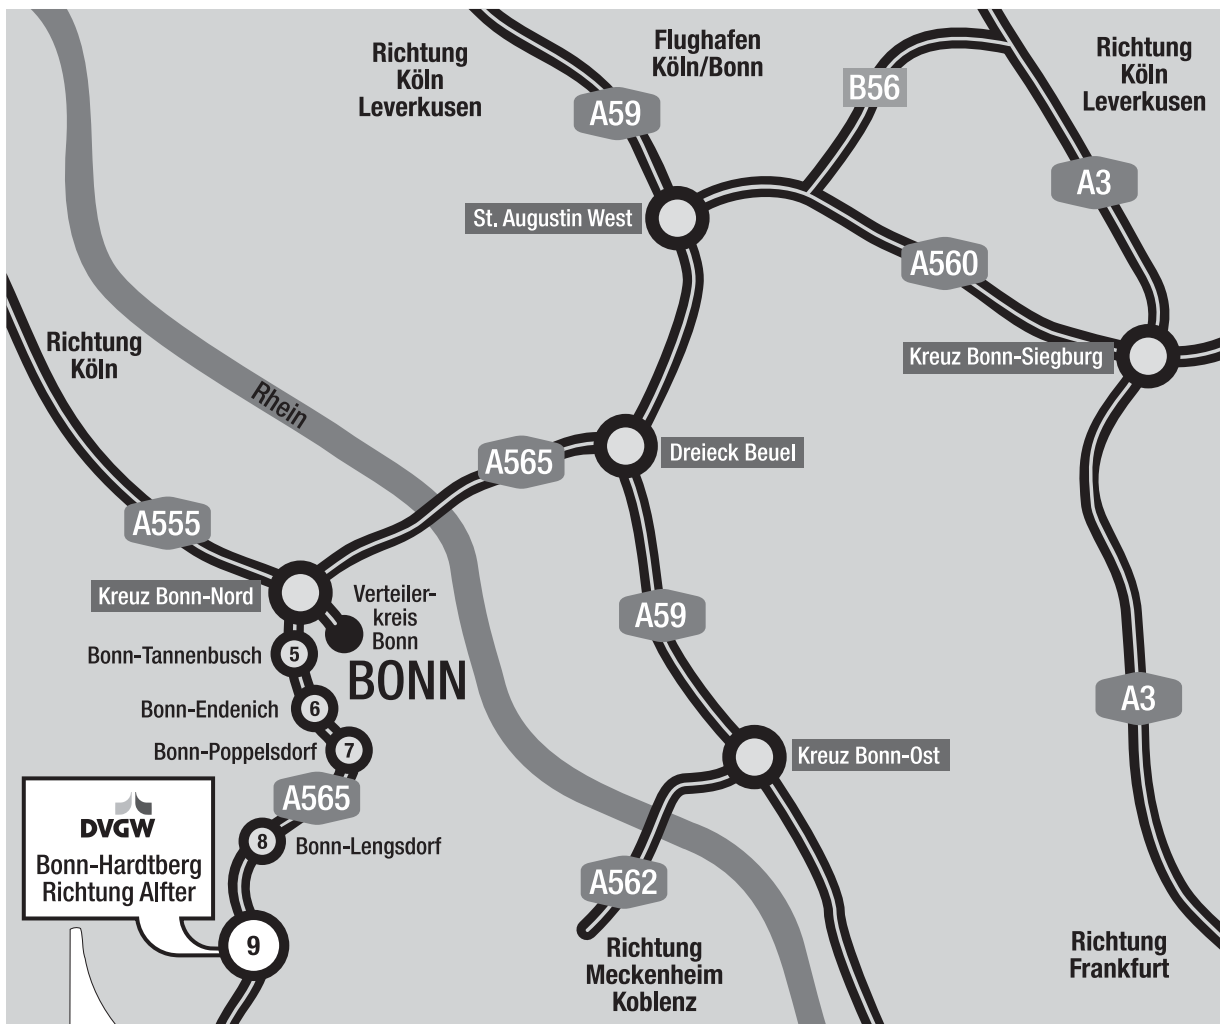 Richtung
Köln
Leverkusen
Flughafen
Köln/Bonn
B56
Richtung
Köln
Leverkusen
A59
A3
St. Augustin West
A560
Richtung
Köln
Kreuz Bonn-Siegburg
Rhein
A565
Dreieck Beuel
A555
Kreuz Bonn-Nord
Verteiler-
kreis
Bonn
A59
Bonn-Tannenbusch
5
BONN
Bonn-Endenich
6
A3
Bonn-Poppelsdorf
7
Kreuz Bonn-Ost
A565
DVGW
Bonn-Hardtberg
Richtung Alfter
8
Bonn-Lengsdorf
A562
9
Richtung
Meckenheim
Koblenz
Richtung
Frankfurt